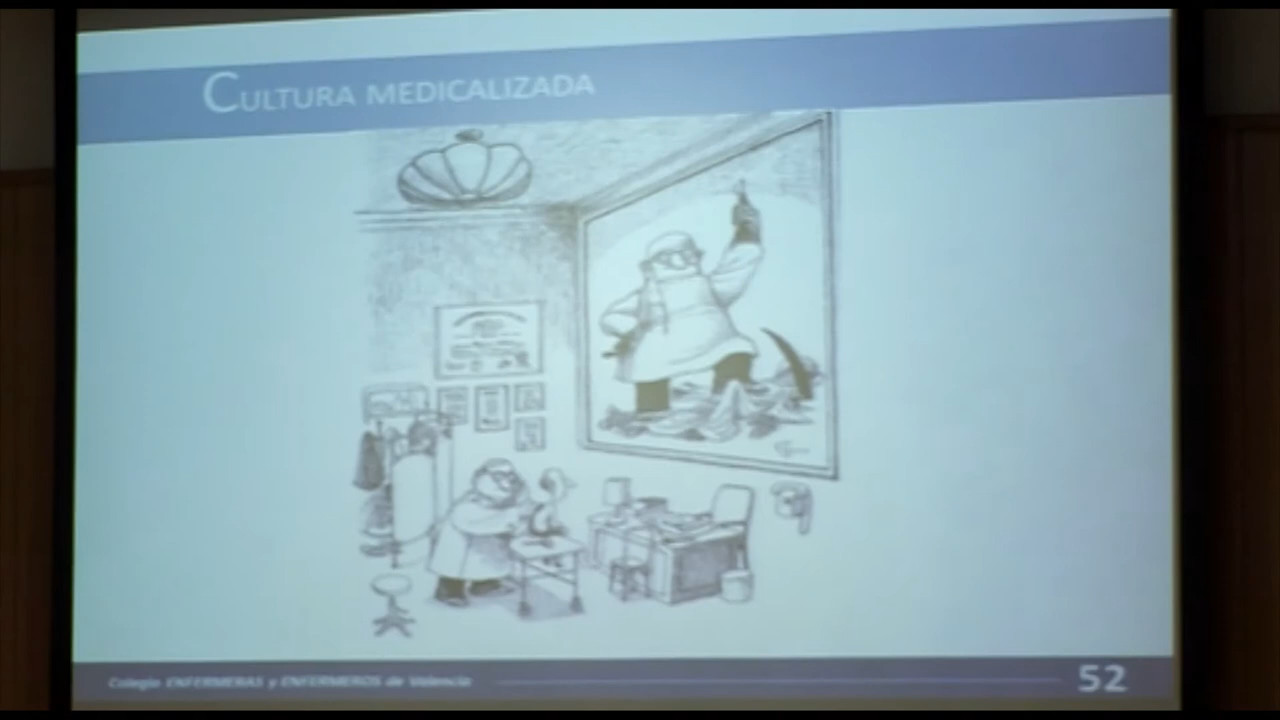 CULTURA MEDICALIZADA
Colegio ENFERMERAS y ENFERMEROS de Valencia
52